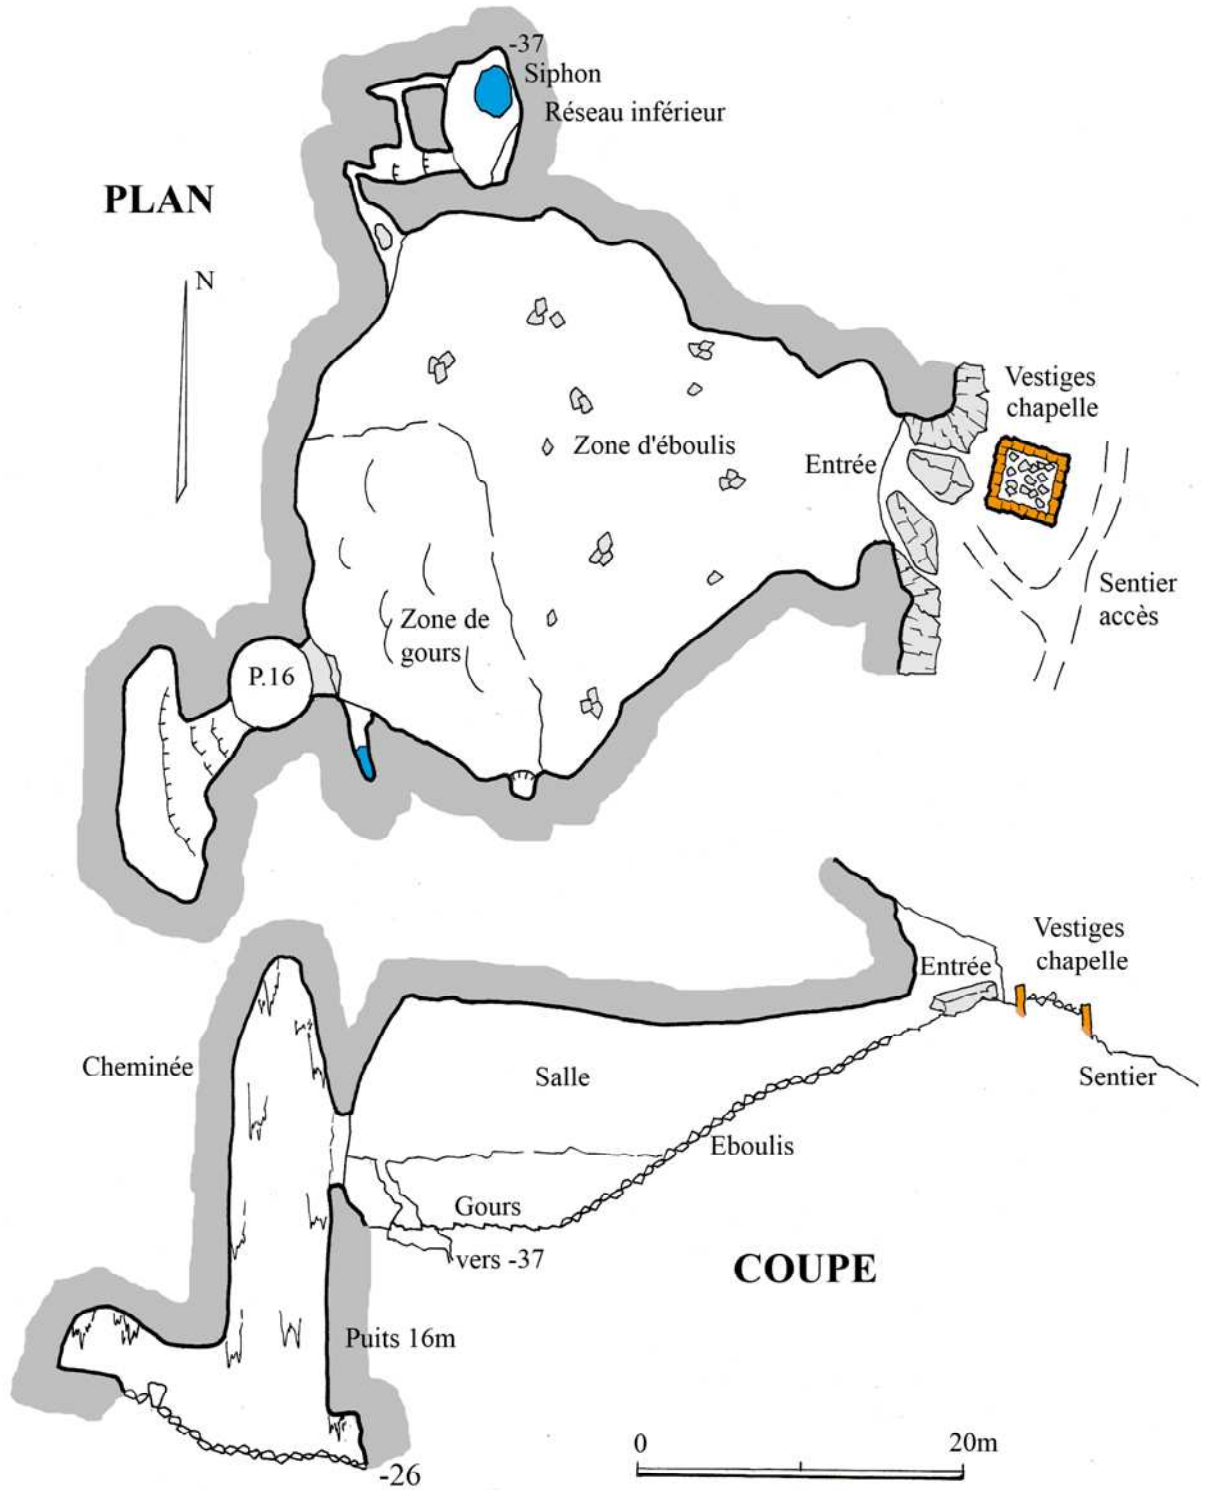 -37
Siphon
Réseau inférieur
PLAN
N
Vestiges
chapelle
Zone d'éboulis
Entrée
Sentier
accès
Zone de
gours
P.16
Vestiges
chapelle
Entrée
Cheminée
Salle
Sentier
Eboulis
Gours
vers -37
COUPE
Puits 16m
0
20m
-26